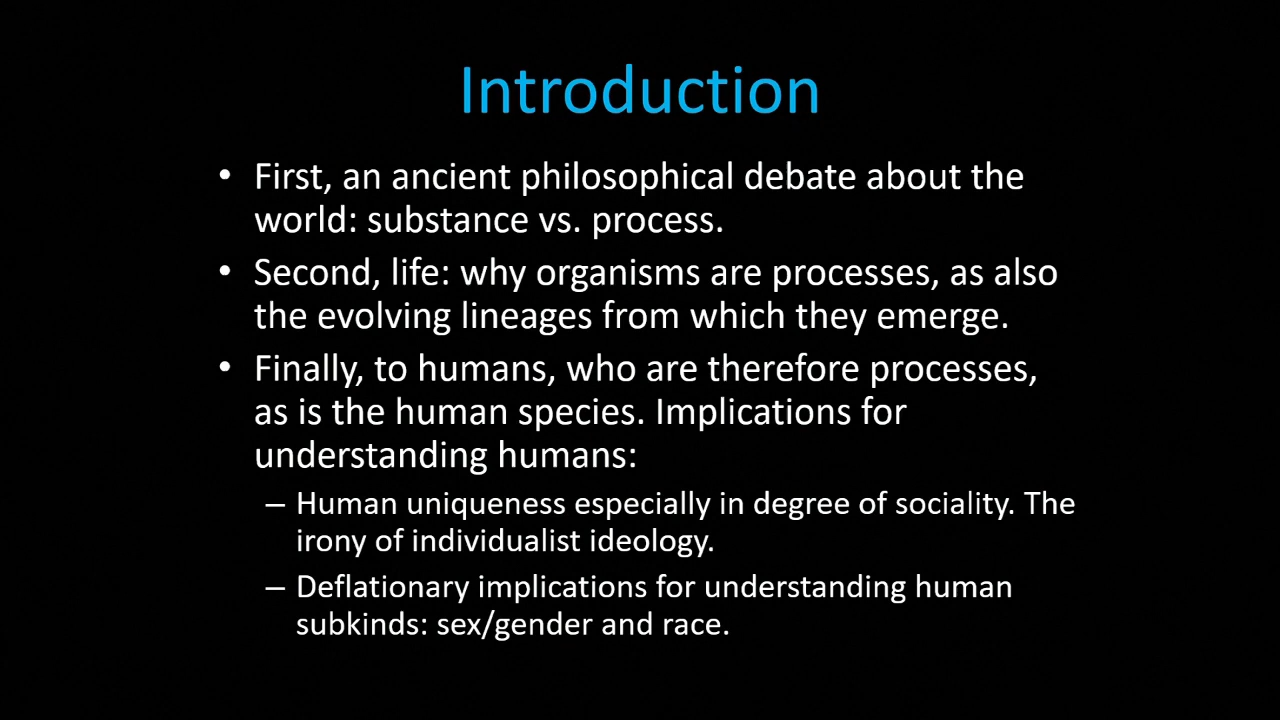 Introduction
• First, an ancient philosophical debate about the
world: substance vs. process.
• Second, life: why organisms are processes, as also
the evolving lineages from which they emerge.
• Finally, to humans, who are therefore processes,
as is the human species. Implications for
understanding humans:
– Human uniqueness especially in degree of sociality. The
irony of individualist ideology.
– Deflationary implications for understanding human
subkinds: sex/gender and race.